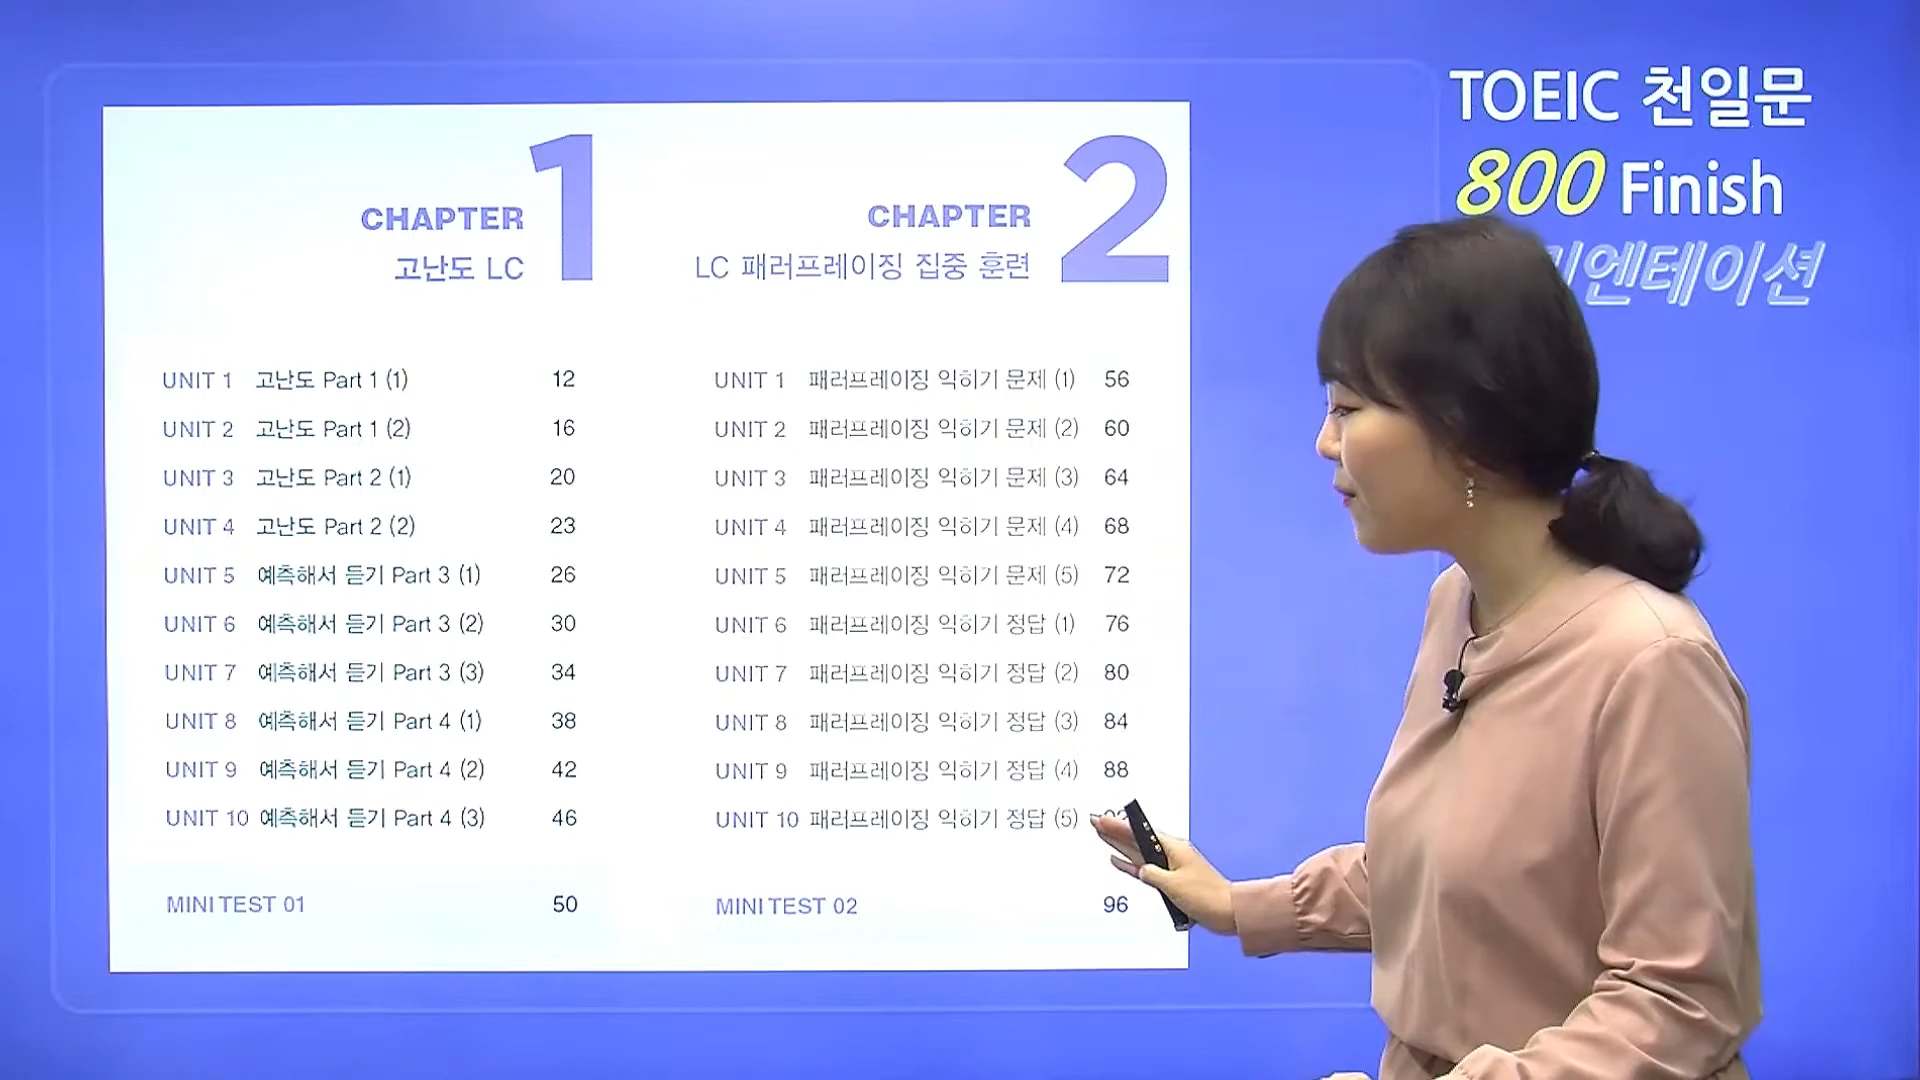 TOEIC 천일문
800 Finish
엔테이션
CHAPTER 1
고난도 LC
UNIT 1 고난도 Part 1 (1) 12
UNIT 2 고난도 Part 1 (2) 16
UNIT 3 고난도 Part 2 (1) 20
UNIT 4 고난도 Part 2 (2) 23
UNIT 5 예측해서 듣기 Part 3 (1) 26
UNIT 6 예측해서 듣기 Part 3 (2) 30
UNIT 7 예측해서 듣기 Part 3 (3) 34
UNIT 8 예측해서 듣기 Part 4 (1) 38
UNIT 9 예측해서 듣기 Part 4 (2) 42
UNIT 10 예측해서 듣기 Part 4 (3) 46
MINI TEST 01 50
CHAPTER 2
LC 패러프레이징 집중 훈련
UNIT 1 패러프레이징 익히기 문제 (1) 56
UNIT 2 패러프레이징 익히기 문제 (2) 60
UNIT 3 패러프레이징 익히기 문제 (3) 64
UNIT 4 패러프레이징 익히기 문제 (4) 68
UNIT 5 패러프레이징 익히기 문제 (5) 72
UNIT 6 패러프레이징 익히기 정답 (1) 76
UNIT 7 패러프레이징 익히기 정답 (2) 80
UNIT 8 패러프레이징 익히기 정답 (3) 84
UNIT 9 패러프레이징 익히기 정답 (4) 88
UNIT 10 패러프레이징 익히기 정답 (5)
MINI TEST 02 96